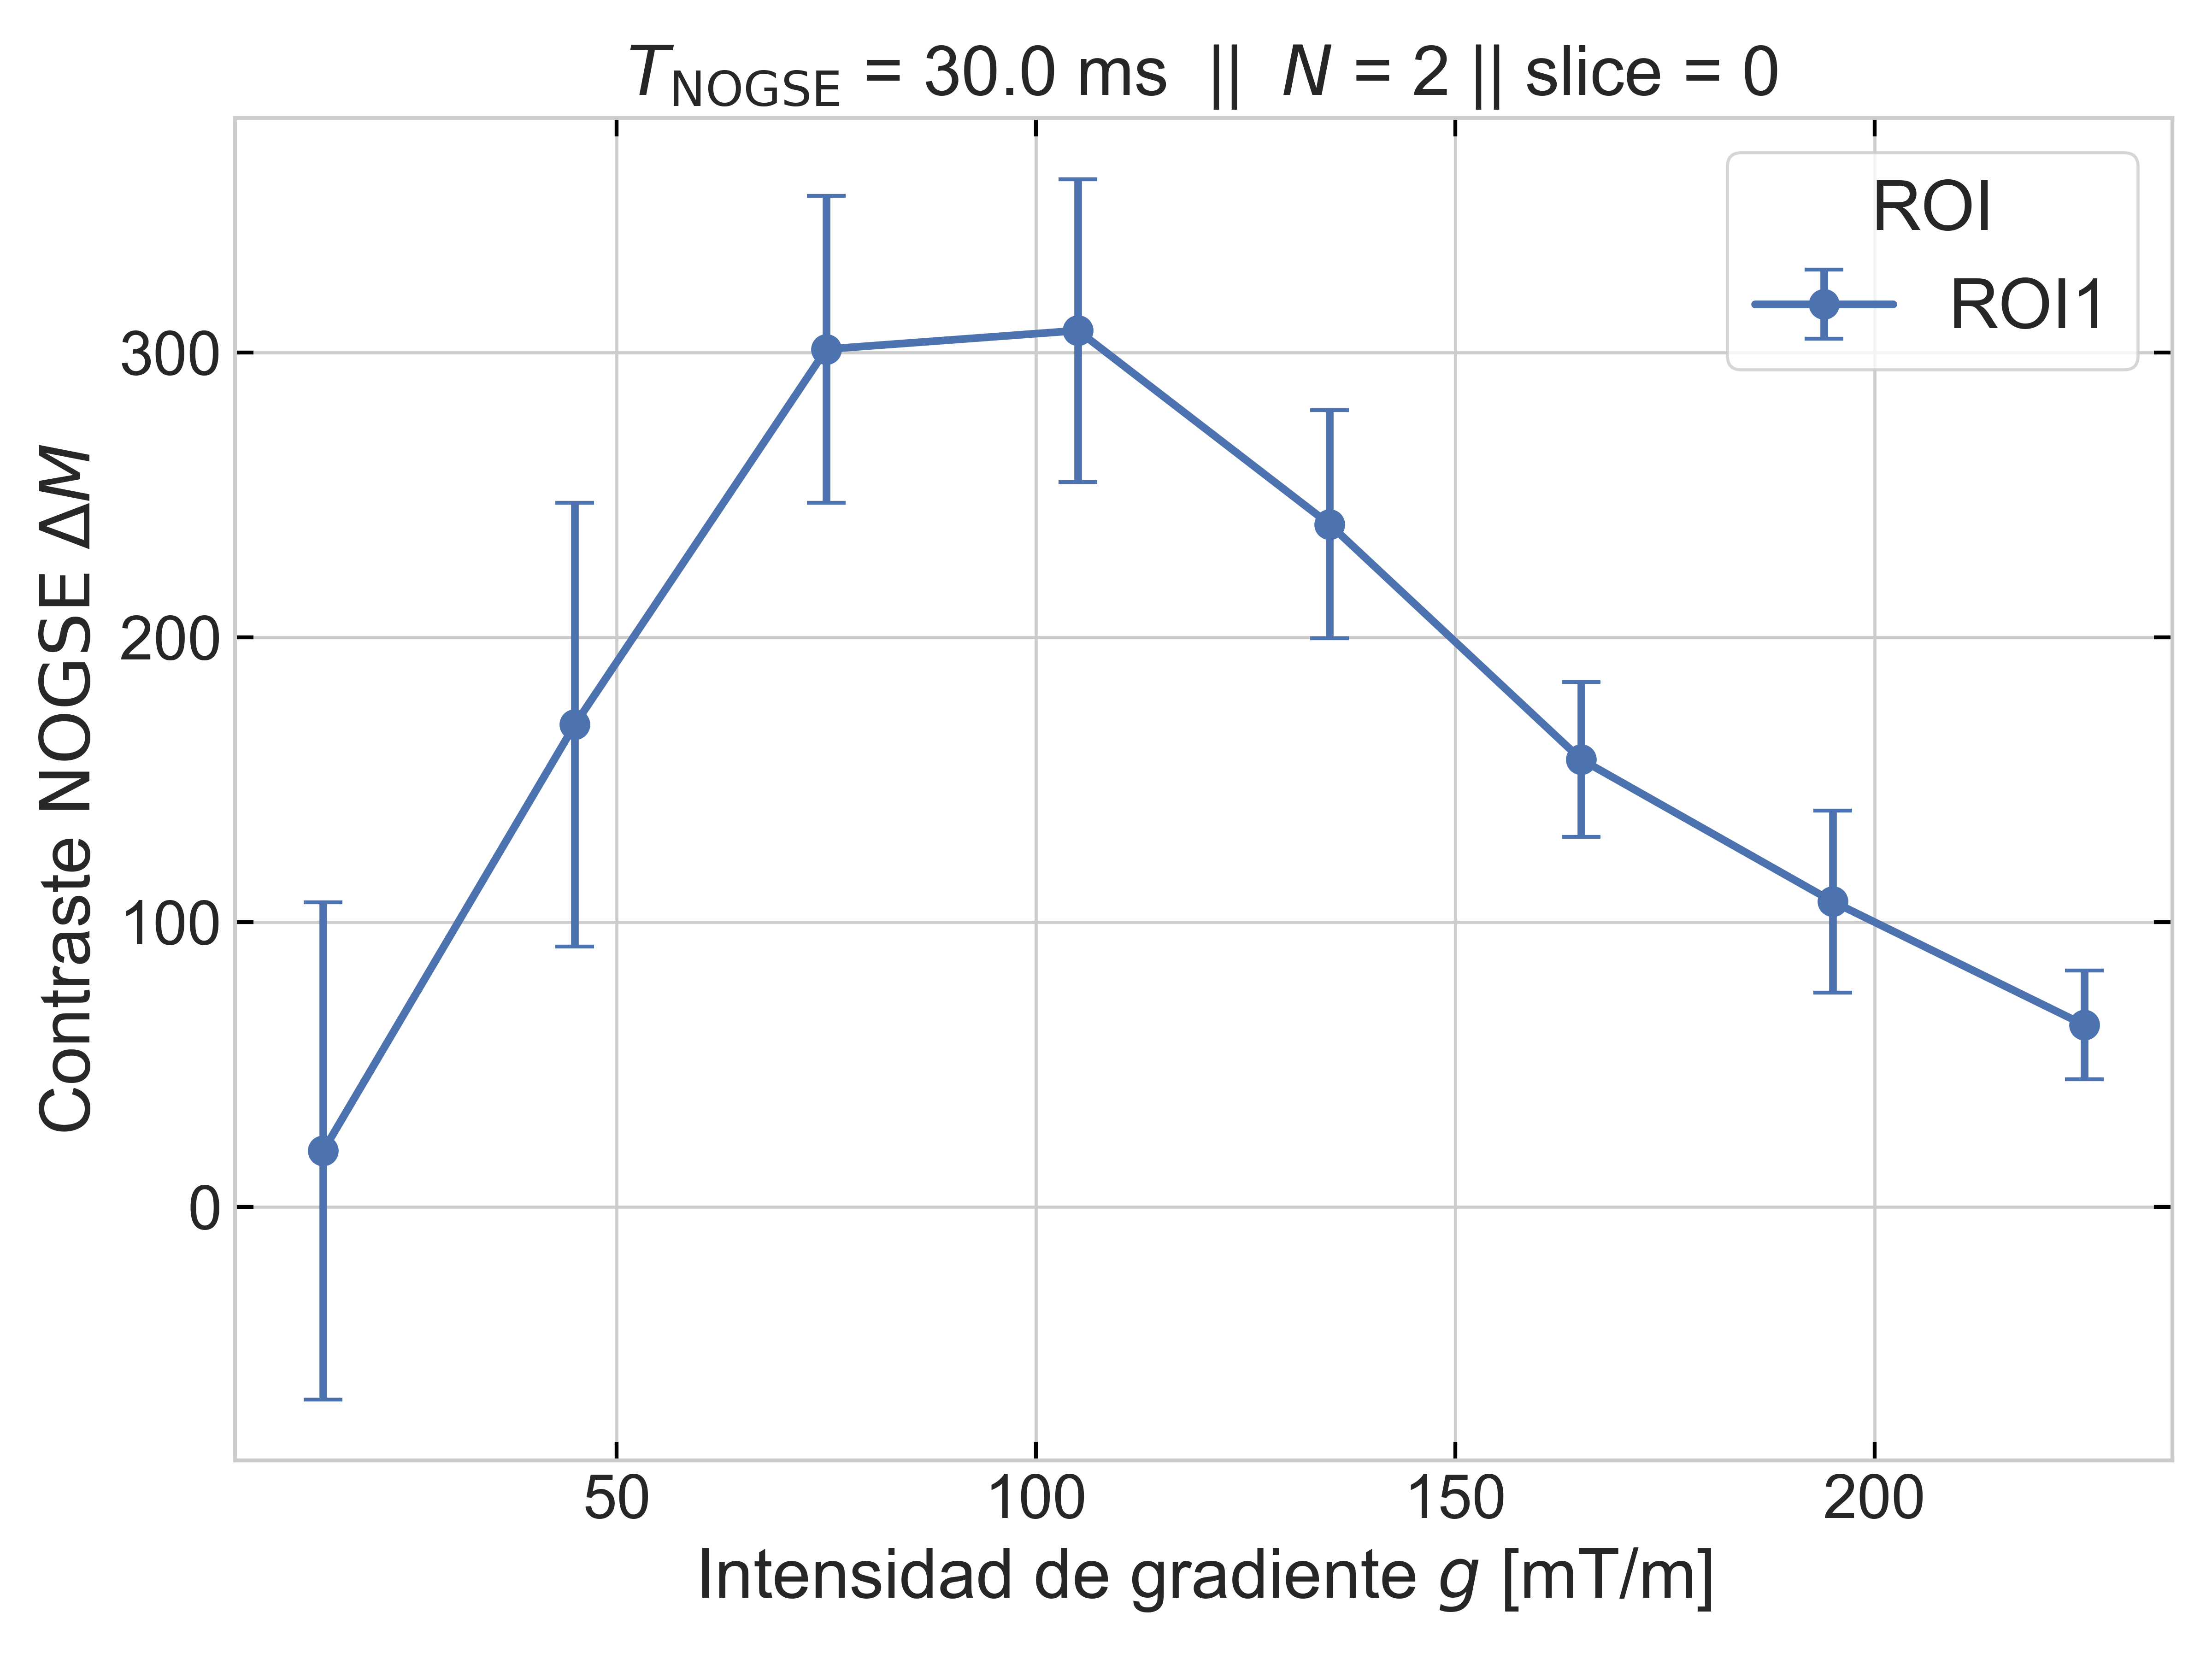 T_NOGSE = 30.0 ms || N = 2 || slice = 0
ROI
ROI1
Contraste NOGSE ΔM
300
200
100
0
50
100
150
200
Intensidad de gradiente g [mT/m]